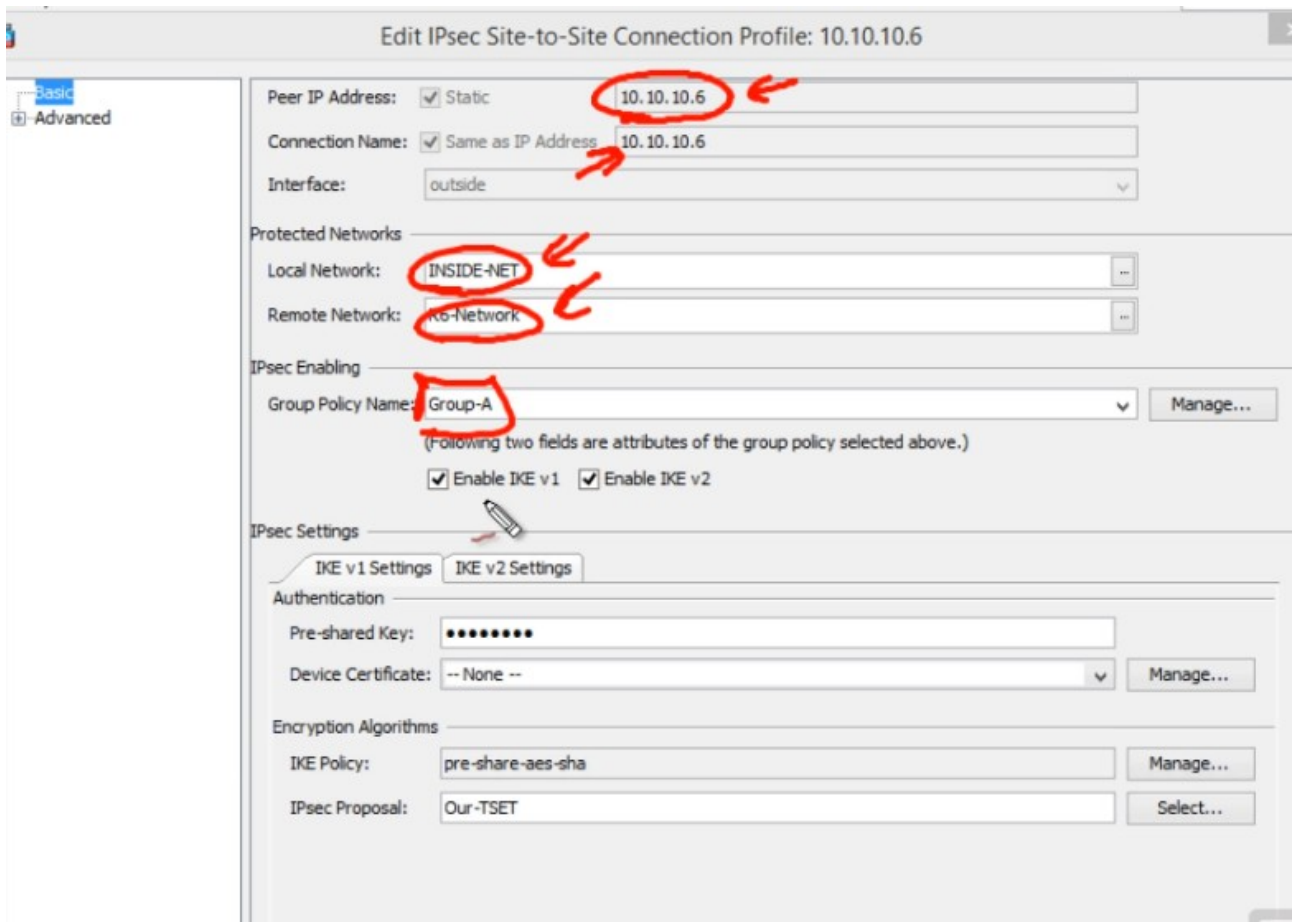 Edit IPsec Site-to-Site Connection Profile: 10.10.10.6
Basic
Advanced
Peer IP Address: Static 10.10.10.6
Connection Name: Same as IP Address 10.10.10.6
Interface: outside
Protected Networks
Local Network: INSIDE-NET ...
Remote Network: R6-Network ...
IPsec Enabling
Group Policy Name: Group-A Manage...
(Following two fields are attributes of the group policy selected above.)
Enable IKE v1 Enable IKE v2
IPsec Settings
IKE v1 Settings IKE v2 Settings
Authentication
Pre-shared Key: ••••••••
Device Certificate: -- None -- Manage...
Encryption Algorithms
IKE Policy: pre-share-aes-sha Manage...
IPsec Proposal: Our-TSET Select...